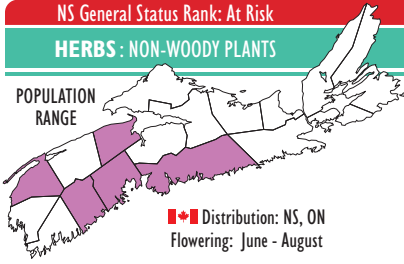 NS General Status Rank: At Risk
HERBS : NON-WOODY PLANTS
POPULATION
RANGE
Distribution: NS, ON
Flowering: June - August